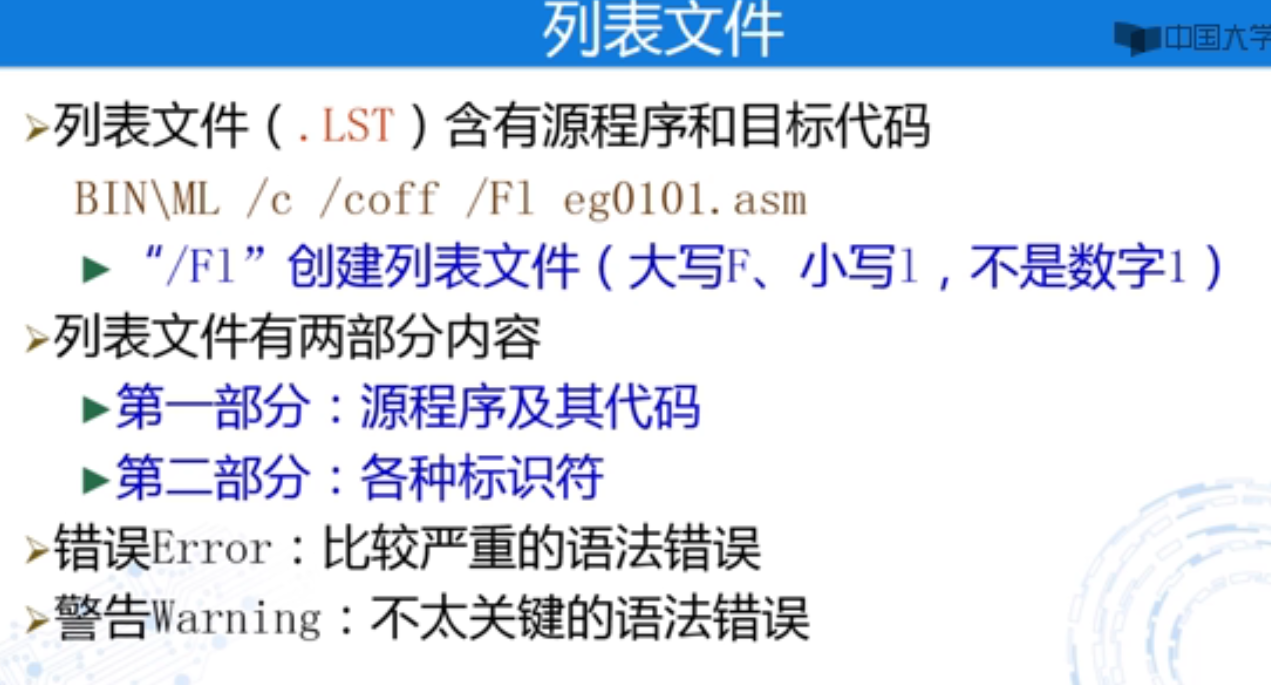 列表文件
中国大学
列表文件（.LST）含有源程序和目标代码
BIN\ML /c /coff /Fl eg0101.asm
“/Fl”创建列表文件（大写F、小写l，不是数字1）
列表文件有两部分内容
第一部分：源程序及其代码
第二部分：各种标识符
错误Error：比较严重的语法错误
警告Warning：不太关键的语法错误